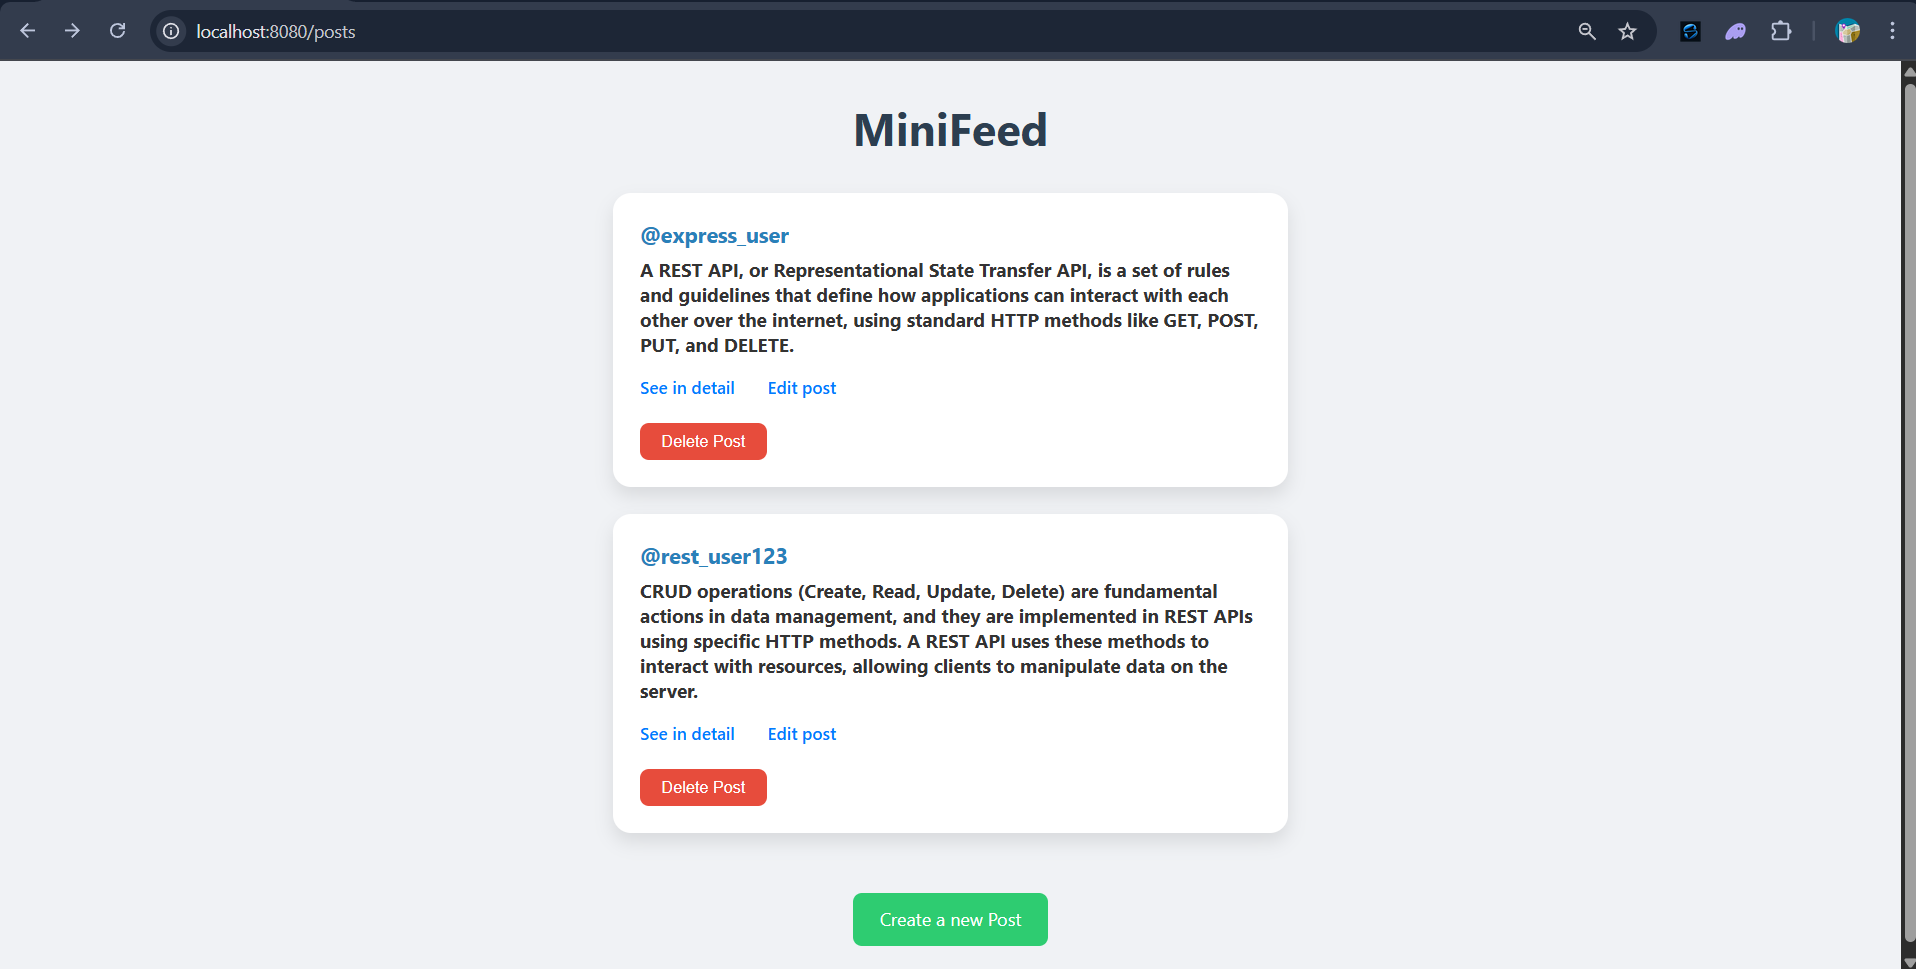 localhost:8080/posts
MiniFeed
@express_user
A REST API, or Representational State Transfer API, is a set of rules
and guidelines that define how applications can interact with each
other over the internet, using standard HTTP methods like GET, POST,
PUT, and DELETE.
See in detail Edit post
Delete Post
@rest_user123
CRUD operations (Create, Read, Update, Delete) are fundamental
actions in data management, and they are implemented in REST APIs
using specific HTTP methods. A REST API uses these methods to
interact with resources, allowing clients to manipulate data on the
server.
See in detail Edit post
Delete Post
Create a new Post